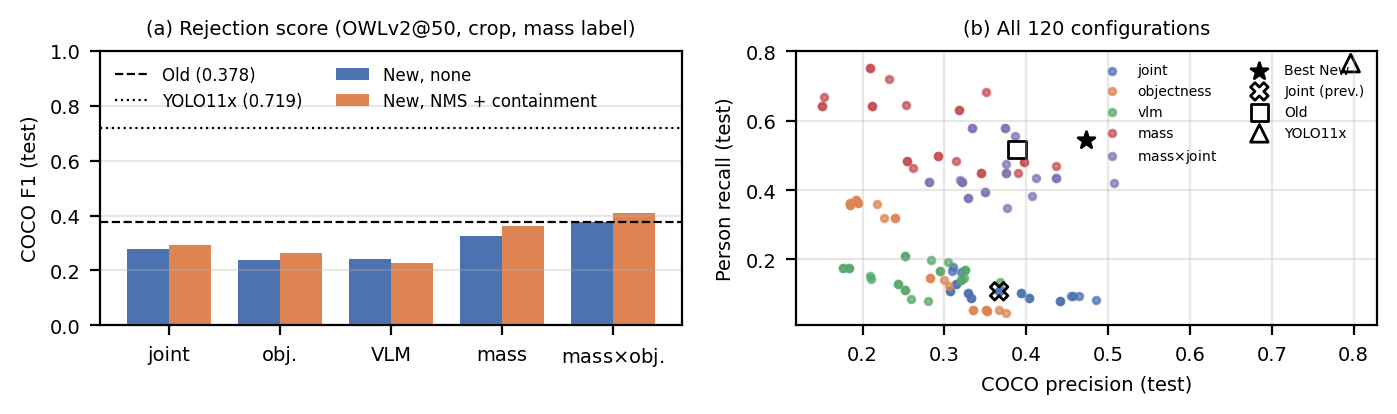 (a) Rejection score (OWLv2@50, crop, mass label)
COCO F1 (test)
1.0
0.8
0.6
0.4
0.2
0.0
Old (0.378)
YOLO11x (0.719)
New, none
New, NMS + containment
joint
obj.
VLM
mass
mass×obj.
(b) All 120 configurations
Person recall (test)
0.8
0.6
0.4
0.2
joint
objectness
vlm
mass
mass×joint
Best New
Joint (prev.)
Old
YOLO11x
0.2
0.3
0.4
0.5
0.6
0.7
0.8
COCO precision (test)